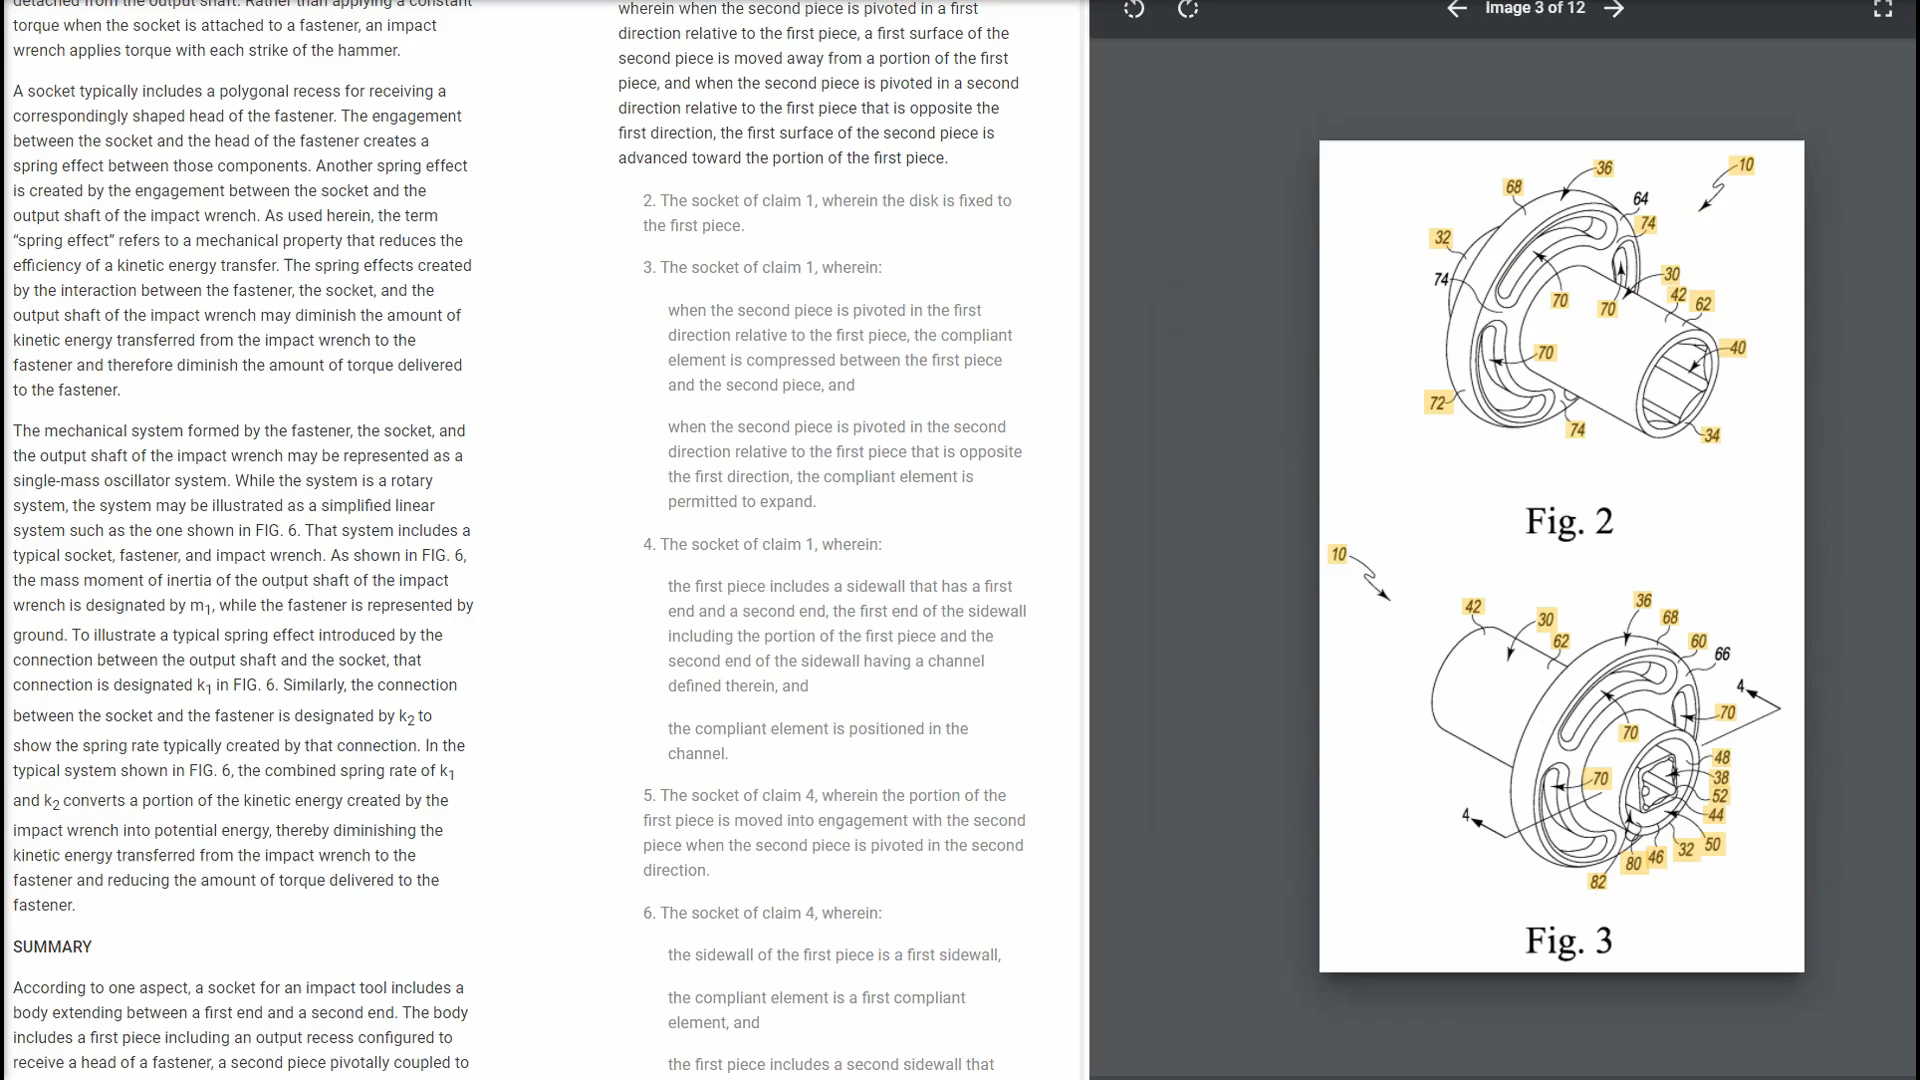 detached from the output shaft. Rather than applying a constant
torque when the socket is attached to a fastener, an impact
wrench applies torque with each strike of the hammer.
A socket typically includes a polygonal recess for receiving a
correspondingly shaped head of the fastener. The engagement
between the socket and the head of the fastener creates a
spring effect between those components. Another spring effect
is created by the engagement between the socket and the
output shaft of the impact wrench. As used herein, the term
“spring effect” refers to a mechanical property that reduces the
efficiency of a kinetic energy transfer. The spring effects created
by the interaction between the fastener, the socket, and the
output shaft of the impact wrench may diminish the amount of
kinetic energy transferred from the impact wrench to the
fastener and therefore diminish the amount of torque delivered
to the fastener.
The mechanical system formed by the fastener, the socket, and
the output shaft of the impact wrench may be represented as a
single-mass oscillator system. While the system is a rotary
system, the system may be illustrated as a simplified linear
system such as the one shown in FIG. 6. That system includes a
typical socket, fastener, and impact wrench. As shown in FIG. 6,
the mass moment of inertia of the output shaft of the impact
wrench is designated by m1, while the fastener is represented by
ground. To illustrate a typical spring effect introduced by the
connection between the output shaft and the socket, that
connection is designated k1 in FIG. 6. Similarly, the connection
between the socket and the fastener is designated by k2 to
show the spring rate typically created by that connection. In the
typical system shown in FIG. 6, the combined spring rate of k1
and k2 converts a portion of the kinetic energy created by the
impact wrench into potential energy, thereby diminishing the
kinetic energy transferred from the impact wrench to the
fastener and reducing the amount of torque delivered to the
fastener.
SUMMARY
According to one aspect, a socket for an impact tool includes a
body extending between a first end and a second end. The body
includes a first piece including an output recess configured to
receive a head of a fastener, a second piece pivotally coupled to
wherein when the second piece is pivoted in a first
direction relative to the first piece, a first surface of the
second piece is moved away from a portion of the first
piece, and when the second piece is pivoted in a second
direction relative to the first piece that is opposite the
first direction, the first surface of the second piece is
advanced toward the portion of the first piece.
2. The socket of claim 1, wherein the disk is fixed to
the first piece.
3. The socket of claim 1, wherein:
when the second piece is pivoted in the first
direction relative to the first piece, the compliant
element is compressed between the first piece
and the second piece, and
when the second piece is pivoted in the second
direction relative to the first piece that is opposite
the first direction, the compliant element is
permitted to expand.
4. The socket of claim 1, wherein:
the first piece includes a sidewall that has a first
end and a second end, the first end of the sidewall
including the portion of the first piece and the
second end of the sidewall having a channel
defined therein, and
the compliant element is positioned in the
channel.
5. The socket of claim 4, wherein the portion of the
first piece is moved into engagement with the second
piece when the second piece is pivoted in the second
direction.
6. The socket of claim 4, wherein:
the sidewall of the first piece is a first sidewall,
the compliant element is a first compliant
element, and
the first piece includes a second sidewall that
Image 3 of 12
36
10
68
64
74
32
74
30
42
62
70
70
40
70
72
74
34
Fig. 2
10
42
30
62
36
68
60
66
4
70
70
48
70
38
52
44
4
50
32
46
80
82
Fig. 3